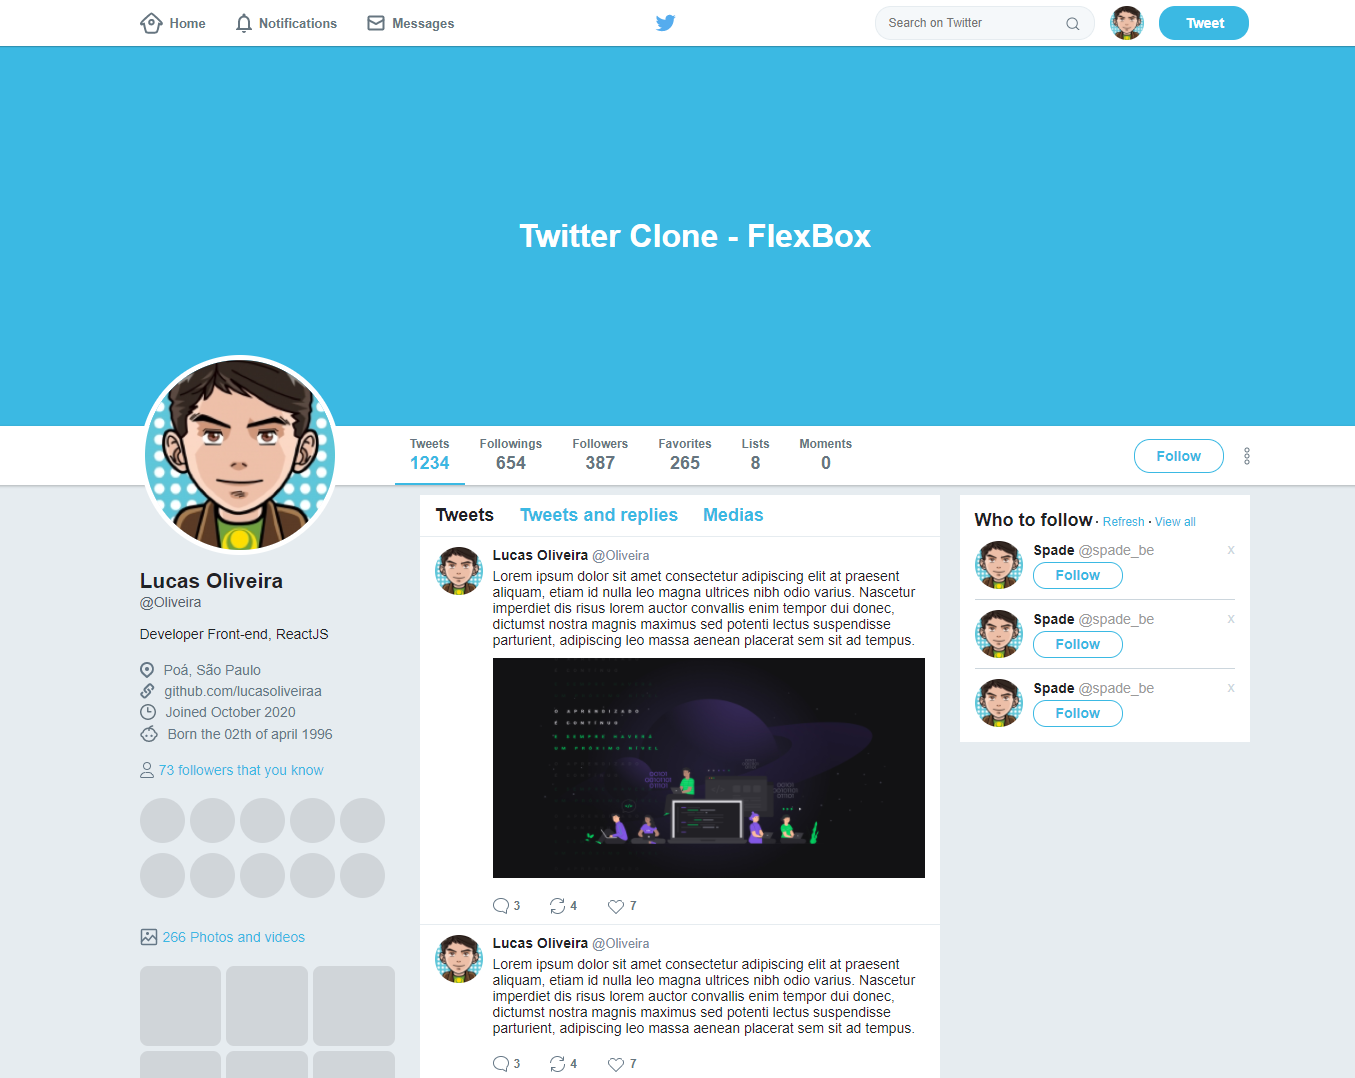 Home
Notifications
Messages
Search on Twitter
Tweet
Twitter Clone - FlexBox
Tweets
1234
Followings
654
Followers
387
Favorites
265
Lists
8
Moments
0
Follow
Lucas Oliveira
@Oliveira
Developer Front-end, ReactJS
Poá, São Paulo
github.com/lucasoliveiraa
Joined October 2020
Born the 02th of april 1996
73 followers that you know
266 Photos and videos
Tweets
Tweets and replies
Medias
Lucas Oliveira @Oliveira
Lorem ipsum dolor sit amet consectetur adipiscing elit at praesent
aliquam, etiam id nulla leo magna ultrices nibh odio varius. Nascetur
imperdiet dis risus lorem auctor convallis enim tempor dui donec,
dictumst nostra magnis maximus sed potenti lectus suspendisse
parturient, adipiscing leo massa aenean placerat sem sit ad tempus.
O APRENDIZADO
É CONTÍNUO
E SEMPRE HAVERÁ
UM PRÓXIMO NÍVEL
3
4
7
Lucas Oliveira @Oliveira
Lorem ipsum dolor sit amet consectetur adipiscing elit at praesent
aliquam, etiam id nulla leo magna ultrices nibh odio varius. Nascetur
imperdiet dis risus lorem auctor convallis enim tempor dui donec,
dictumst nostra magnis maximus sed potenti lectus suspendisse
parturient, adipiscing leo massa aenean placerat sem sit ad tempus.
3
4
7
Who to follow · Refresh · View all
Spade @spade_be
x
Follow
Spade @spade_be
x
Follow
Spade @spade_be
x
Follow